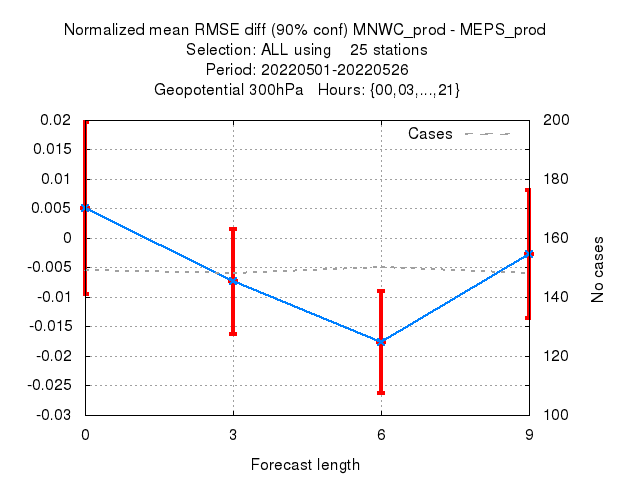 Normalized mean RMSE diff (90% conf) MNWC_prod - MEPS_prod
Selection: ALL using    25 stations
Period: 20220501-20220526
Geopotential 300hPa   Hours: {00,03,...,21}
Cases
0.02
0.015
0.01
0.005
0
-0.005
-0.01
-0.015
-0.02
-0.025
-0.03
200
180
160
140
120
100
No cases
0 3 6 9
Forecast length